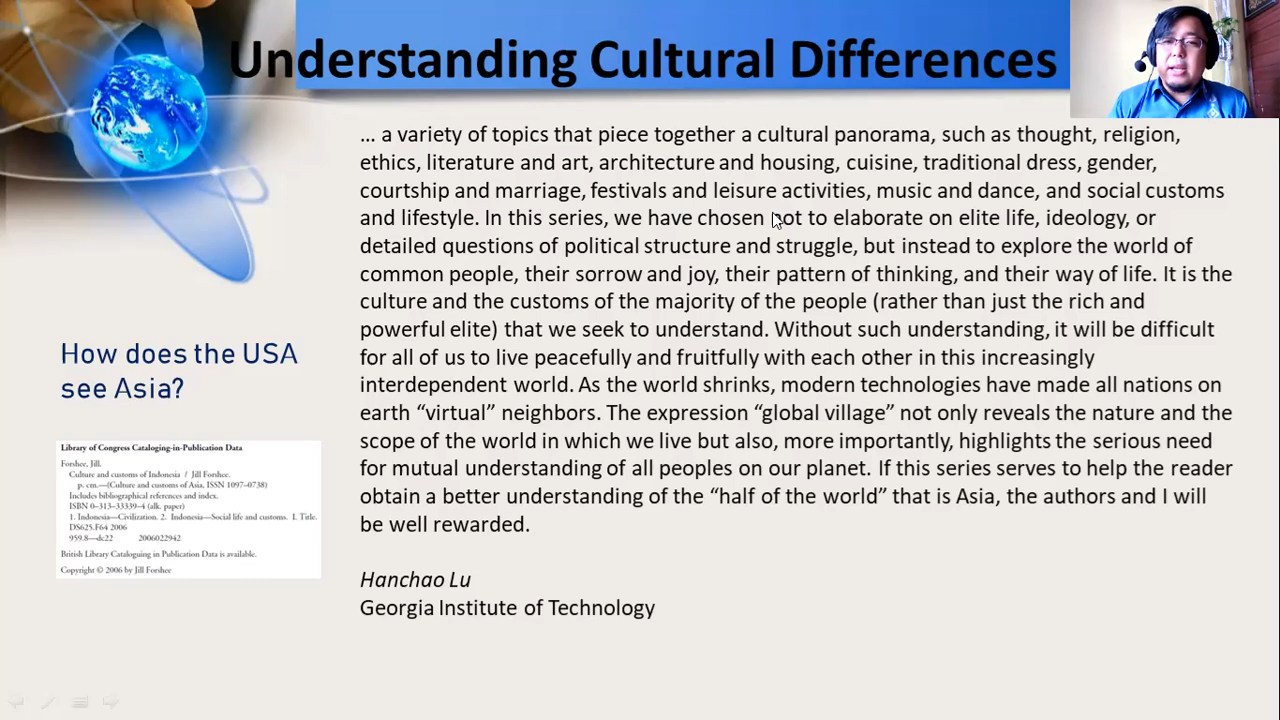 Understanding Cultural Differences
… a variety of topics that piece together a cultural panorama, such as thought, religion,
ethics, literature and art, architecture and housing, cuisine, traditional dress, gender,
courtship and marriage, festivals and leisure activities, music and dance, and social customs
and lifestyle. In this series, we have chosen not to elaborate on elite life, ideology, or
detailed questions of political structure and struggle, but instead to explore the world of
common people, their sorrow and joy, their pattern of thinking, and their way of life. It is the
culture and the customs of the majority of the people (rather than just the rich and
powerful elite) that we seek to understand. Without such understanding, it will be difficult
for all of us to live peacefully and fruitfully with each other in this increasingly
interdependent world. As the world shrinks, modern technologies have made all nations on
earth “virtual” neighbors. The expression “global village” not only reveals the nature and the
scope of the world in which we live but also, more importantly, highlights the serious need
for mutual understanding of all peoples on our planet. If this series serves to help the reader
obtain a better understanding of the “half of the world” that is Asia, the authors and I will
be well rewarded.
Hanchao Lu
Georgia Institute of Technology
How does the USA
see Asia?
Library of Congress Cataloging-in-Publication Data
Forshee, Jill.
Culture and customs of Indonesia / Jill Forshee.
p. cm.—(Culture and customs of Asia, ISSN 1097–0738)
Includes bibliographical references and index.
ISBN 0–313–33339–4 (alk. paper)
1. Indonesia—Civilization. 2. Indonesia—Social life and customs. I. Title.
DS625.F64 2006
959.8—dc22 2006022942
British Library Cataloguing in Publication Data is available.
Copyright © 2006 by Jill Forshee